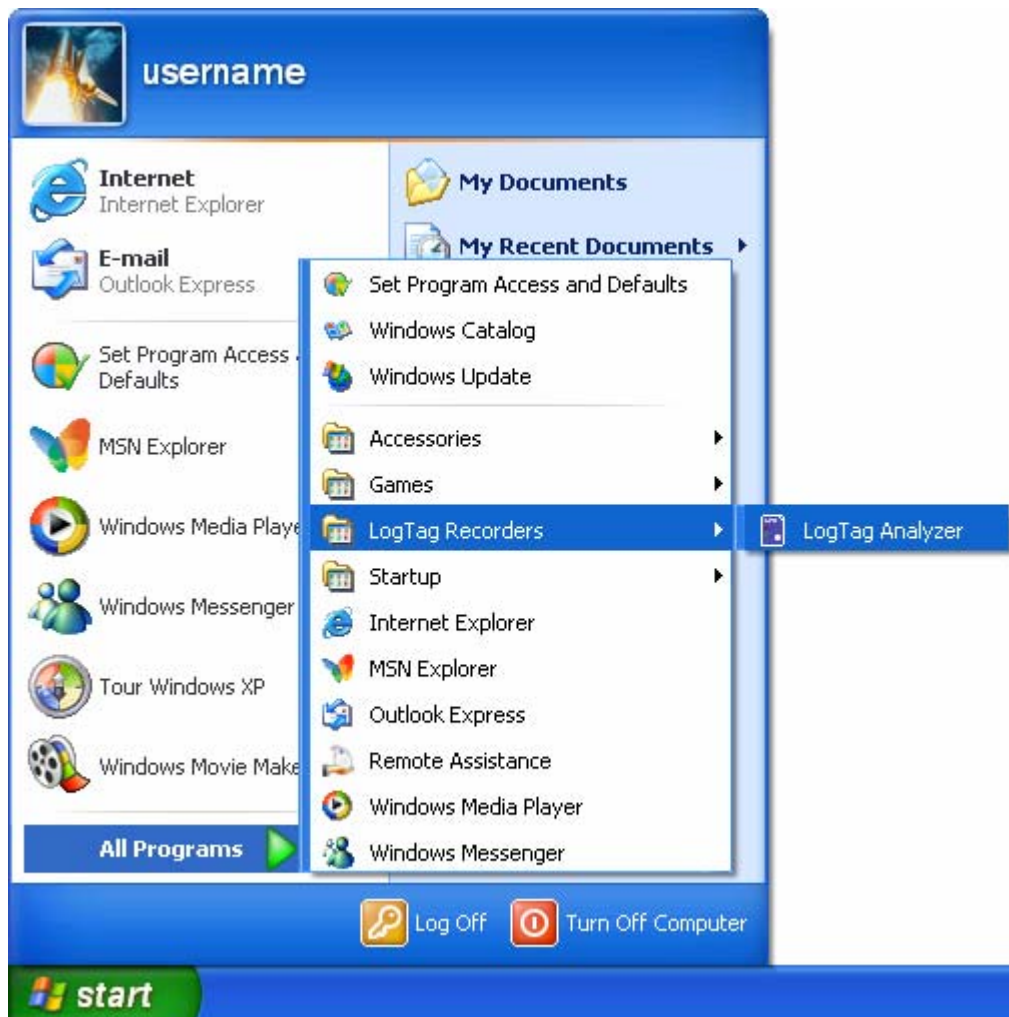 username
Internet
Internet Explorer
E-mail
Outlook Express
Set Program Access
Defaults
MSN Explorer
Windows Media Playe
Windows Messenger
Tour Windows XP
Windows Movie Make
All Programs
My Documents
My Recent Documents
Set Program Access and Defaults
Windows Catalog
Windows Update
Accessories
Games
LogTag Recorders
Startup
Internet Explorer
MSN Explorer
Outlook Express
Remote Assistance
Windows Media Player
Windows Messenger
LogTag Analyzer
Log Off
Turn Off Computer
start